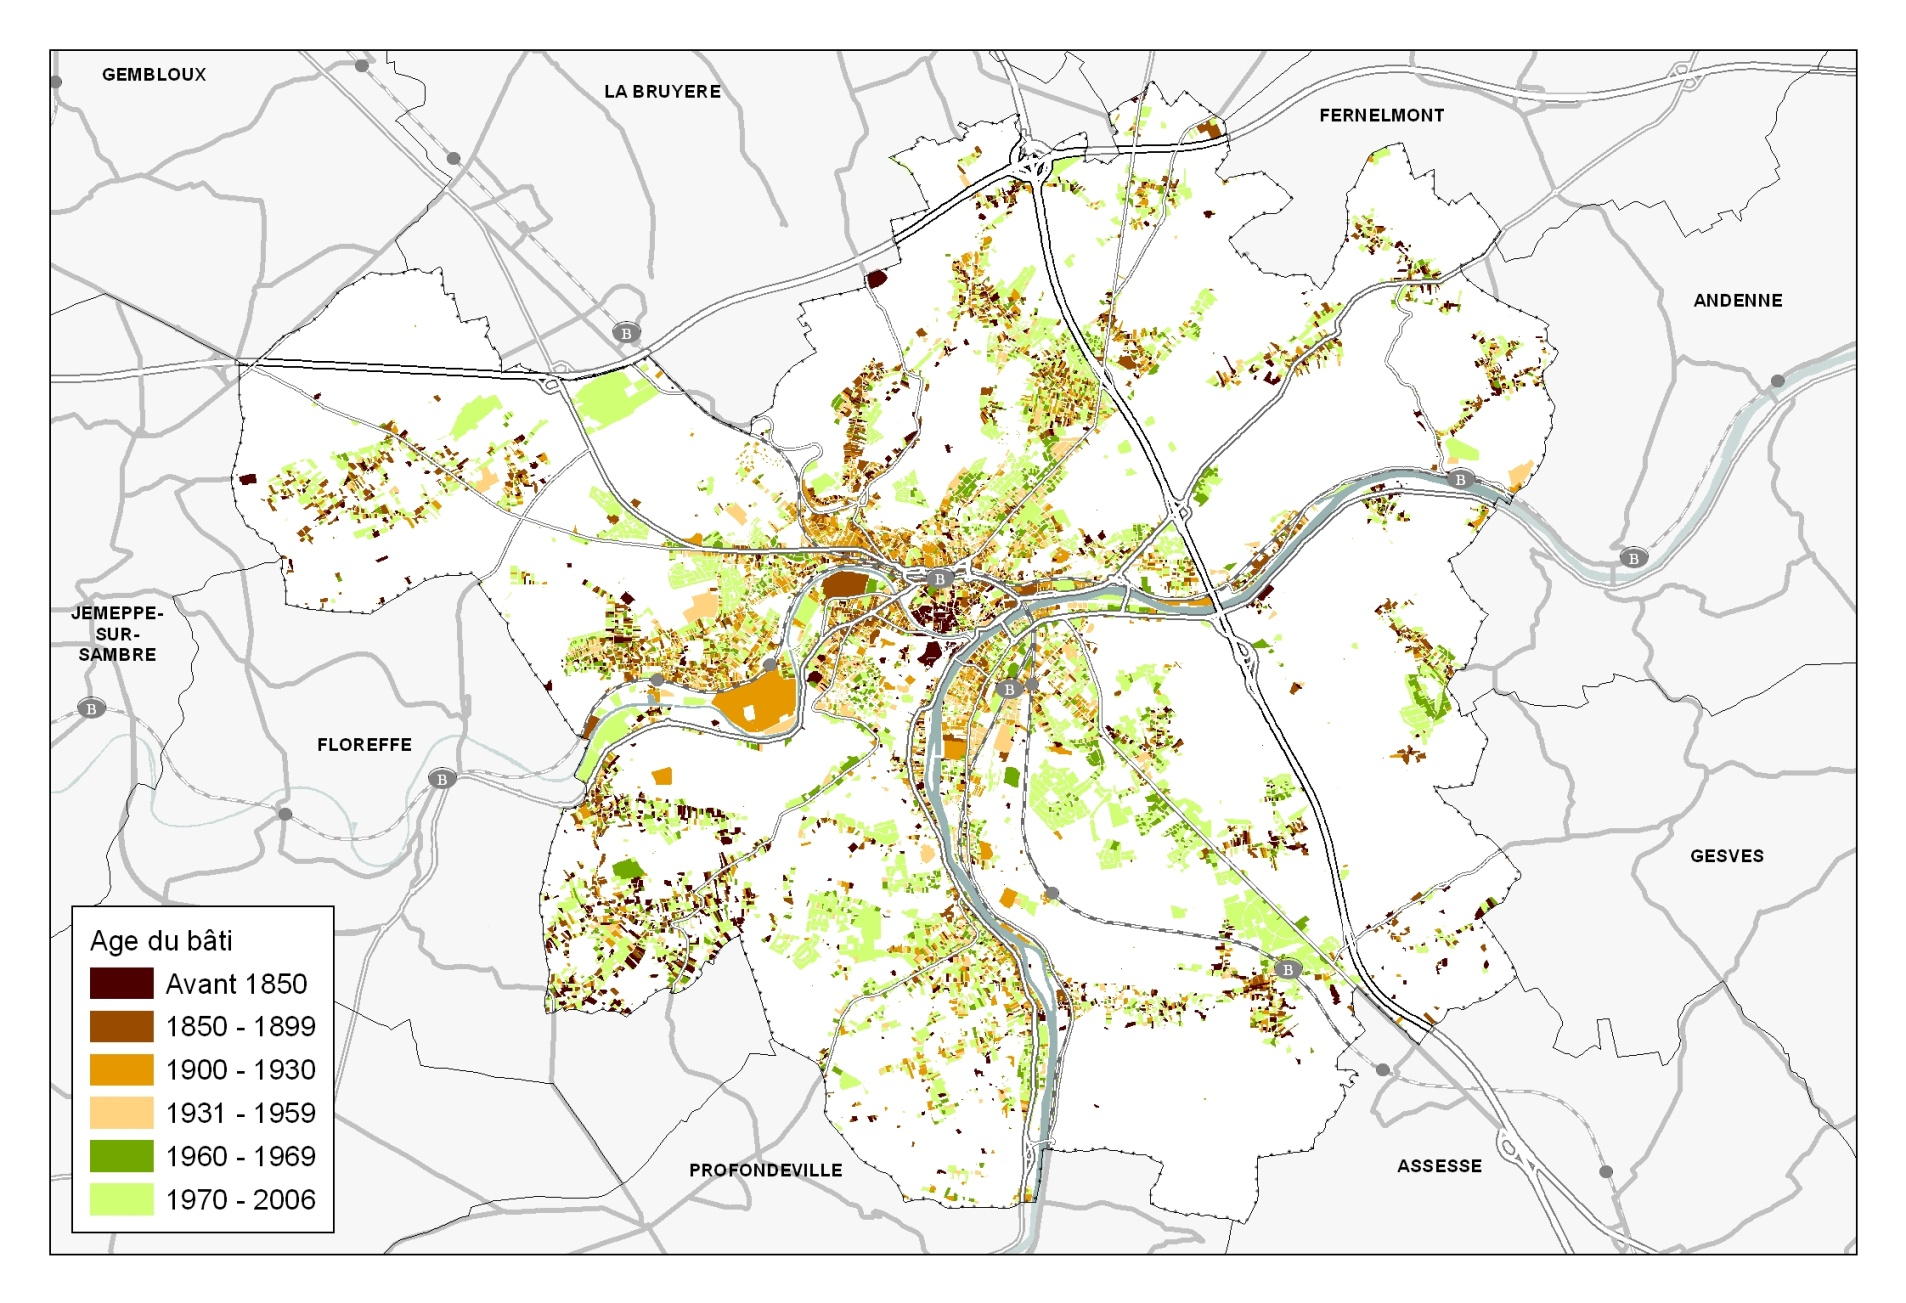 GEMBLOUX
LA BRUYERE
FERNELMONT
ANDENNE
B
B
B
B
JEMEPPE-
SUR-
SAMBRE
B
B
FLOREFFE
B
GESVES
Age du bâti
Avant 1850
1850 - 1899
1900 - 1930
1931 - 1959
1960 - 1969
1970 - 2006
B
PROFONDEVILLE
ASSESSE